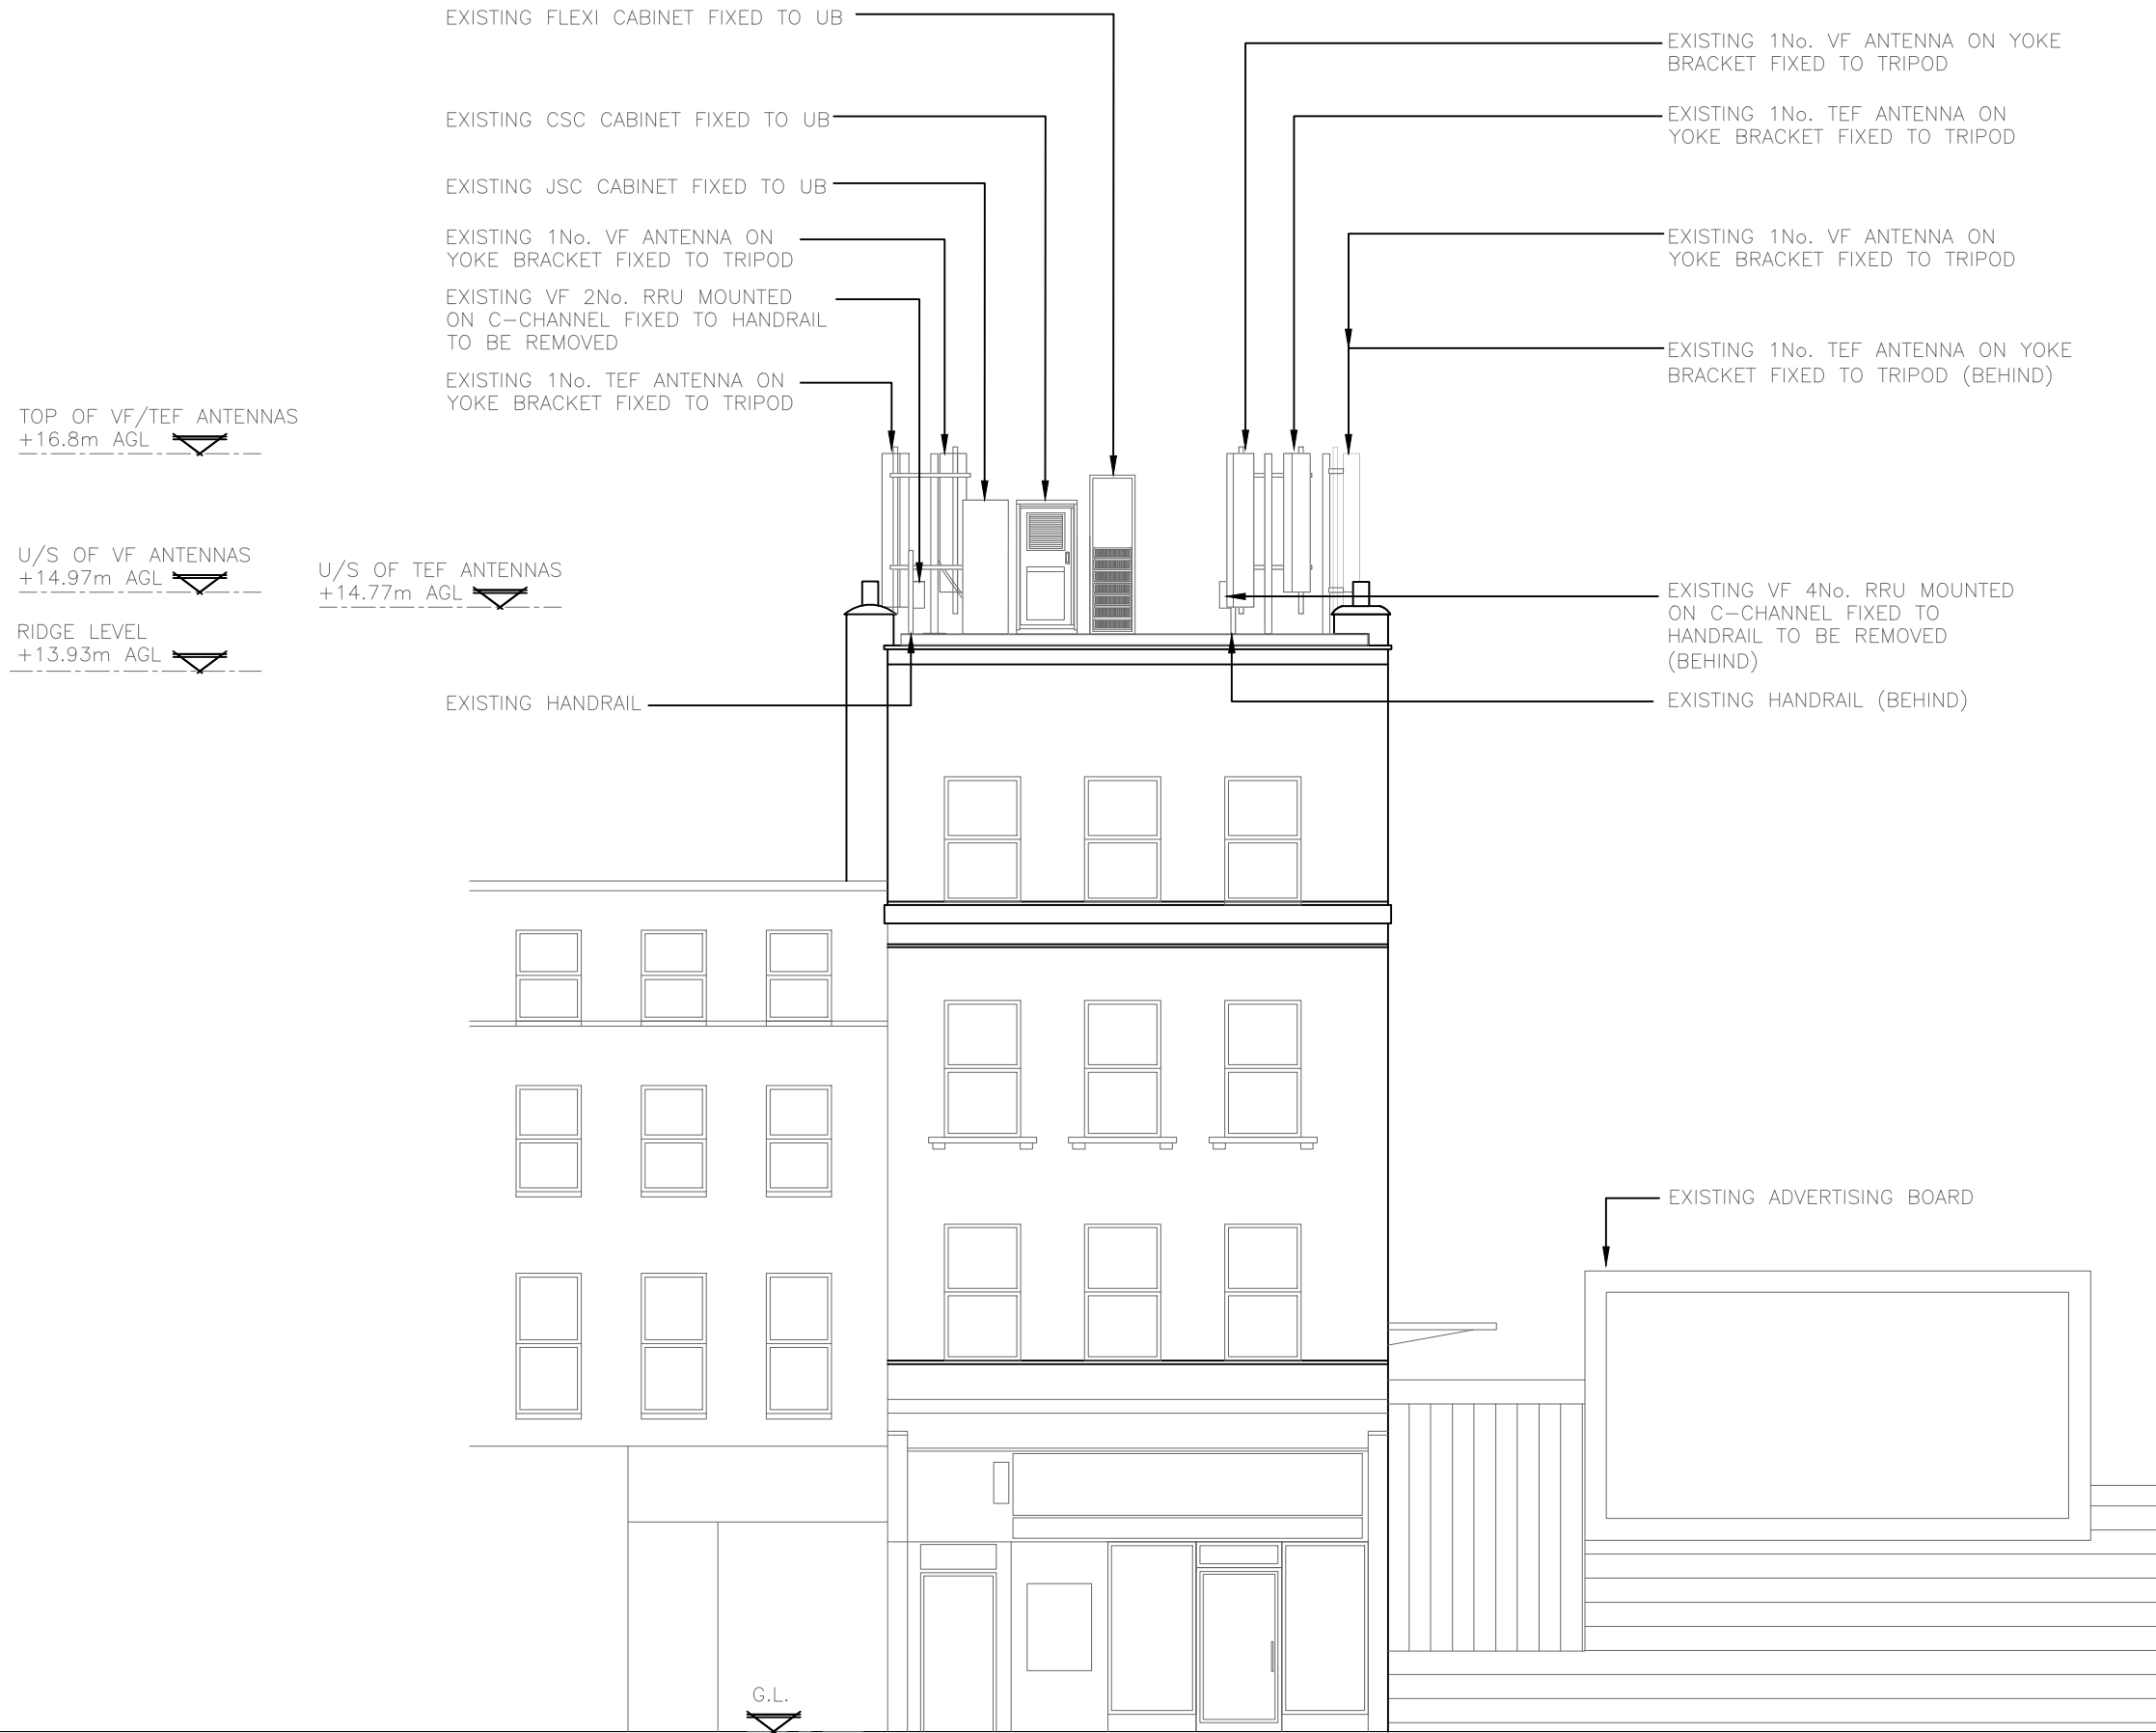 EXISTING FLEXI CABINET FIXED TO UB
EXISTING CSC CABINET FIXED TO UB
EXISTING JSC CABINET FIXED TO UB
EXISTING 1No. VF ANTENNA ON
YOKE BRACKET FIXED TO TRIPOD
EXISTING VF 2No. RRU MOUNTED
ON C-CHANNEL FIXED TO HANDRAIL
TO BE REMOVED
EXISTING 1No. TEF ANTENNA ON
YOKE BRACKET FIXED TO TRIPOD
TOP OF VF/TEF ANTENNAS
+16.8m AGL
U/S OF VF ANTENNAS
+14.97m AGL
U/S OF TEF ANTENNAS
+14.77m AGL
RIDGE LEVEL
+13.93m AGL
EXISTING HANDRAIL
EXISTING 1No. VF ANTENNA ON YOKE
BRACKET FIXED TO TRIPOD
EXISTING 1No. TEF ANTENNA ON
YOKE BRACKET FIXED TO TRIPOD
EXISTING 1No. VF ANTENNA ON
YOKE BRACKET FIXED TO TRIPOD
EXISTING 1No. TEF ANTENNA ON YOKE
BRACKET FIXED TO TRIPOD (BEHIND)
EXISTING VF 4No. RRU MOUNTED
ON C-CHANNEL FIXED TO
HANDRAIL TO BE REMOVED
(BEHIND)
EXISTING HANDRAIL (BEHIND)
EXISTING ADVERTISING BOARD
G.L.